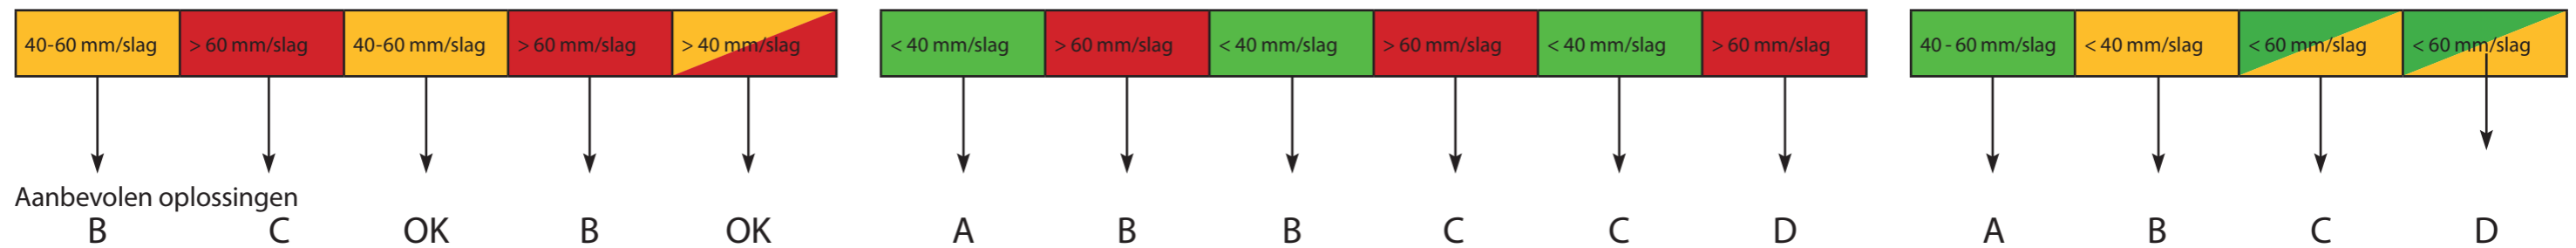 40-60 mm/slag > 60 mm/slag 40-60 mm/slag > 60 mm/slag > 40 mm/slag < 40 mm/slag > 60 mm/slag < 40 mm/slag > 60 mm/slag < 40 mm/slag > 60 mm/slag 40 - 60 mm/slag < 40 mm/slag < 60 mm/slag < 60 mm/slag
Aanbevolen oplossingen
B C OK B OK A B B C C D A B C D